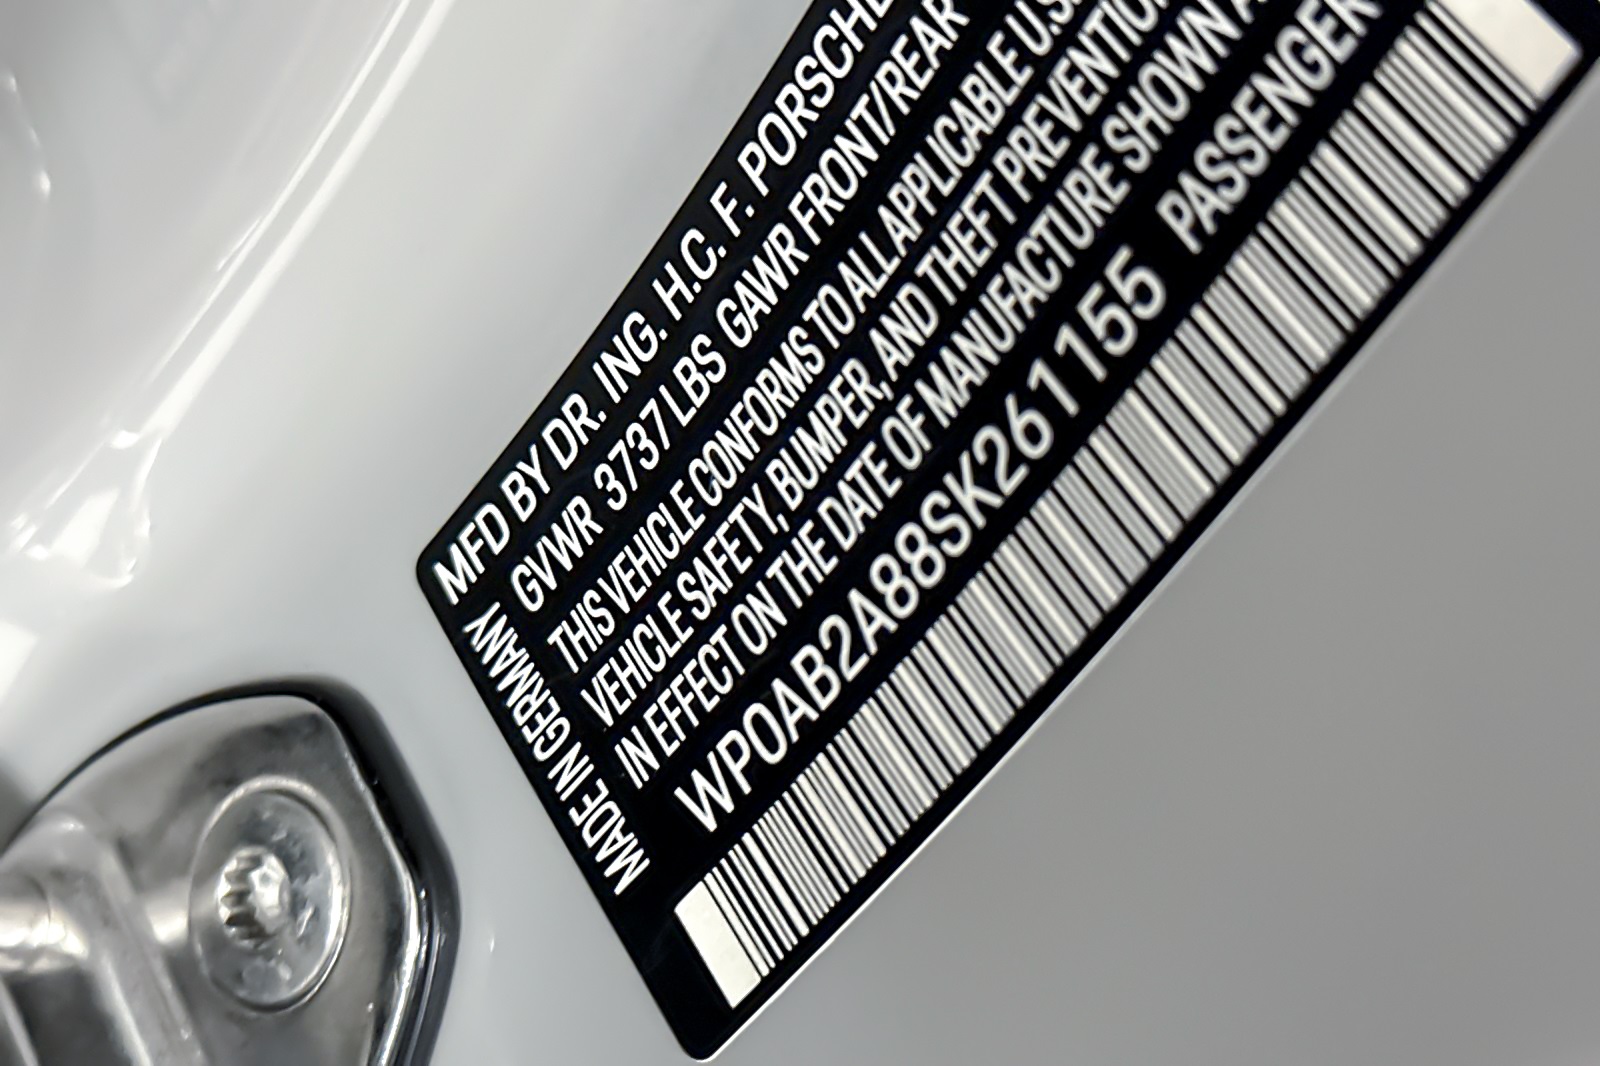 MFD BY DR. ING. H.C. F. PORSCHE
GVWR 3737 LBS GAWR FRONT/REAR
THIS VEHICLE CONFORMS TO ALL APPLICABLE U.S.
VEHICLE SAFETY, BUMPER, AND THEFT PREVENTION
IN EFFECT ON THE DATE OF MANUFACTURE SHOWN
WP0AB2A88SK261155 PASSENGER
MADE IN GERMANY